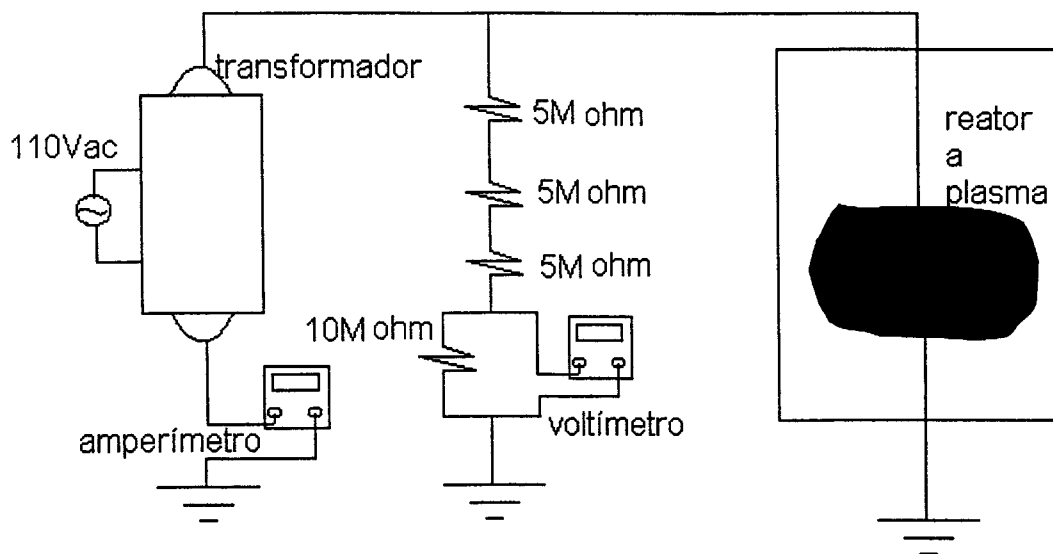 transformador
110Vac
5M ohm
5M ohm
5M ohm
10M ohm
amperímetro
voltímetro
reator
a
plasma